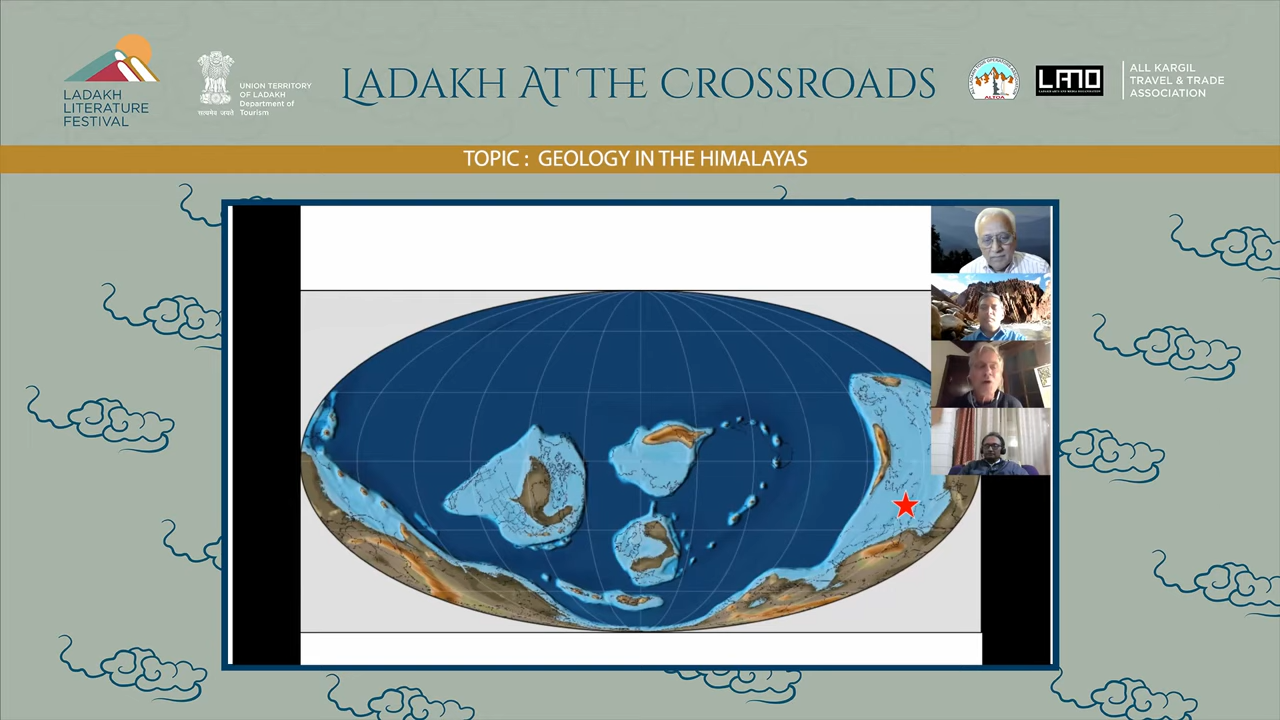 LADAKH
LITERATURE
FESTIVAL
सत्यमेव जयते
UNION TERRITORY
OF LADAKH
Department of
Tourism
LADAKH AT THE CROSSROADS
ALTOA
ALL KARGIL
TRAVEL & TRADE
ASSOCIATION
TOPIC : GEOLOGY IN THE HIMALAYAS